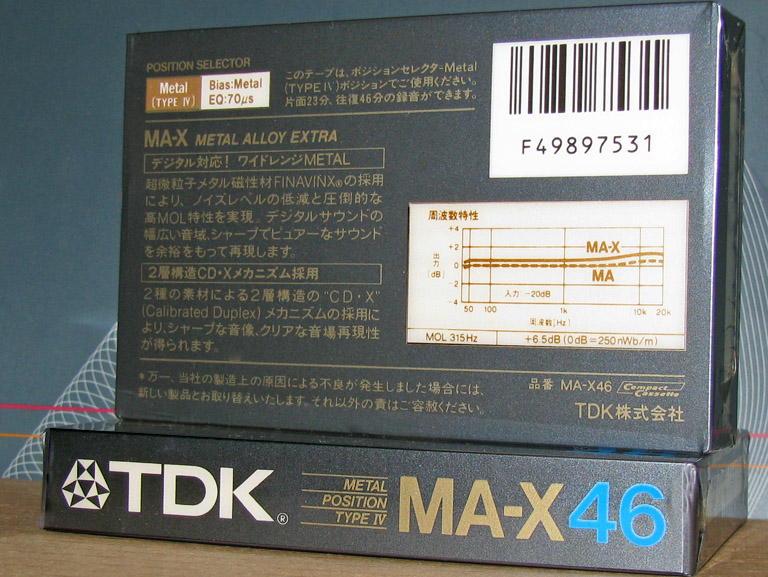 POSITION SELECTOR
Metal
(TYPE IV)
Bias:Metal
EQ:70μs
このテープは、ポジションセレクタ-Metal
(TYPE IV)ポジションでご使用ください。
片面23分、往復46分の録音ができます。
MA-X METAL ALLOY EXTRA
デジタル対応! ワイドレンジMETAL
超微粒子メタル磁性材FINAVINX®の採用
により、ノイズレベルの低減と圧倒的な
高MOL特性を実現。デジタルサウンドの
幅広い音域、シャープでピュアーなサウンド
を余裕をもって再現します。
2層構造CD・Xメカニズム採用
2種の素材による2層構造の"CD・X"
(Calibrated Duplex)メカニズムの採用に
より、シャープな音像、クリアな音場再現性
が得られます。
*万一、当社の製造上の原因による不良が発生しました場合には、
新しい製品とお取り替えいたします。それ以外の責はご容赦ください。
F49897531
周波数特性
+4
+2
0
-2
-4
出力
[dB]
MA-X
MA
入力 -20dB
50 100 1k 10k 20k
周波数[Hz]
MOL 315Hz +6.5dB (0dB=250nWb/m)
品番 MA-X46 Compact Cassette
TDK株式会社
TDK®
METAL
POSITION
TYPE IV
MA-X46